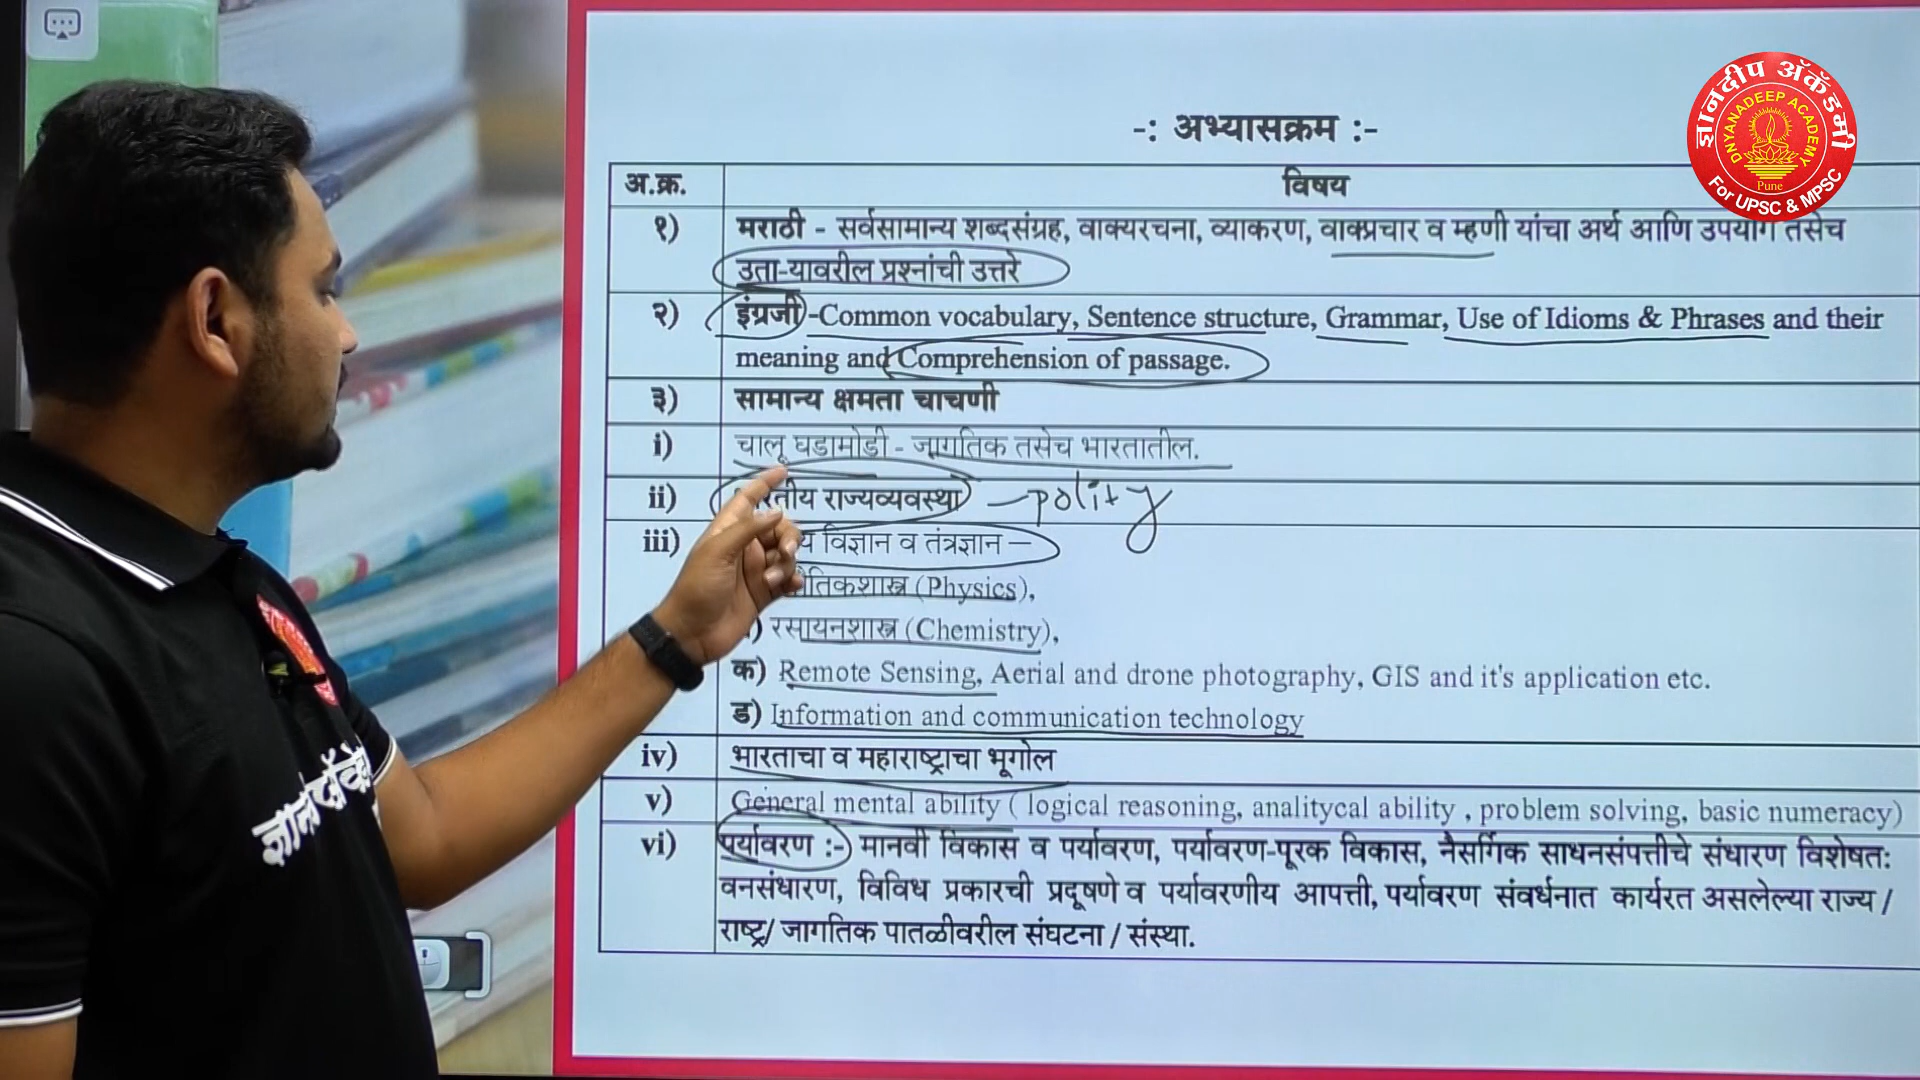 -: अभ्यासक्रम :-
ज्ञानदीप ॲकॅडमी
DNYANADEEP ACADEMY
Pune
For UPSC & MPSC
अ.क्र. विषय
१) मराठी - सर्वसामान्य शब्दसंग्रह, वाक्यरचना, व्याकरण, वाक्प्रचार व म्हणी यांचा अर्थ आणि उपयोग तसेच
उता-यावरील प्रश्नांची उत्तरे
२) इंग्रजी -Common vocabulary, Sentence structure, Grammar, Use of Idioms & Phrases and their
meaning and Comprehension of passage.
३) सामान्य क्षमता चाचणी
i) चालू घडामोडी - जागतिक तसेच भारतातील.
ii) रतीय राज्यव्यवस्था - polity
iii) य विज्ञान व तंत्रज्ञान –
तिकशास्त्र (Physics),
) रसायनशास्त्र (Chemistry),
क) Remote Sensing, Aerial and drone photography, GIS and it's application etc.
ड) Information and communication technology
iv) भारताचा व महाराष्ट्राचा भूगोल
v) General mental ability ( logical reasoning, analitycal ability , problem solving, basic numeracy)
vi) पर्यावरण :- मानवी विकास व पर्यावरण, पर्यावरण-पूरक विकास, नैसर्गिक साधनसंपत्तीचे संधारण विशेषत:
वनसंधारण, विविध प्रकारची प्रदूषणे व पर्यावरणीय आपत्ती, पर्यावरण संवर्धनात कार्यरत असलेल्या राज्य /
राष्ट्र/ जागतिक पातळीवरील संघटना / संस्था.